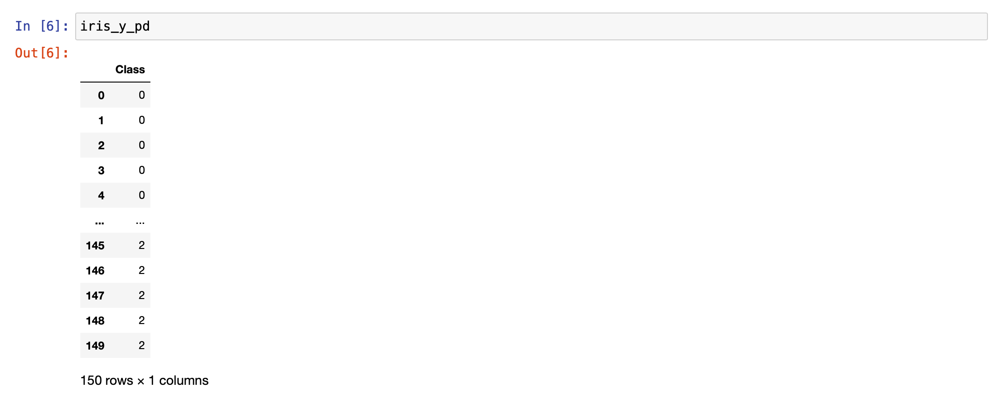 In [6]: iris_y_pd
Out[6]:
Class
0 0
1 0
2 0
3 0
4 0
... ...
145 2
146 2
147 2
148 2
149 2
150 rows × 1 columns